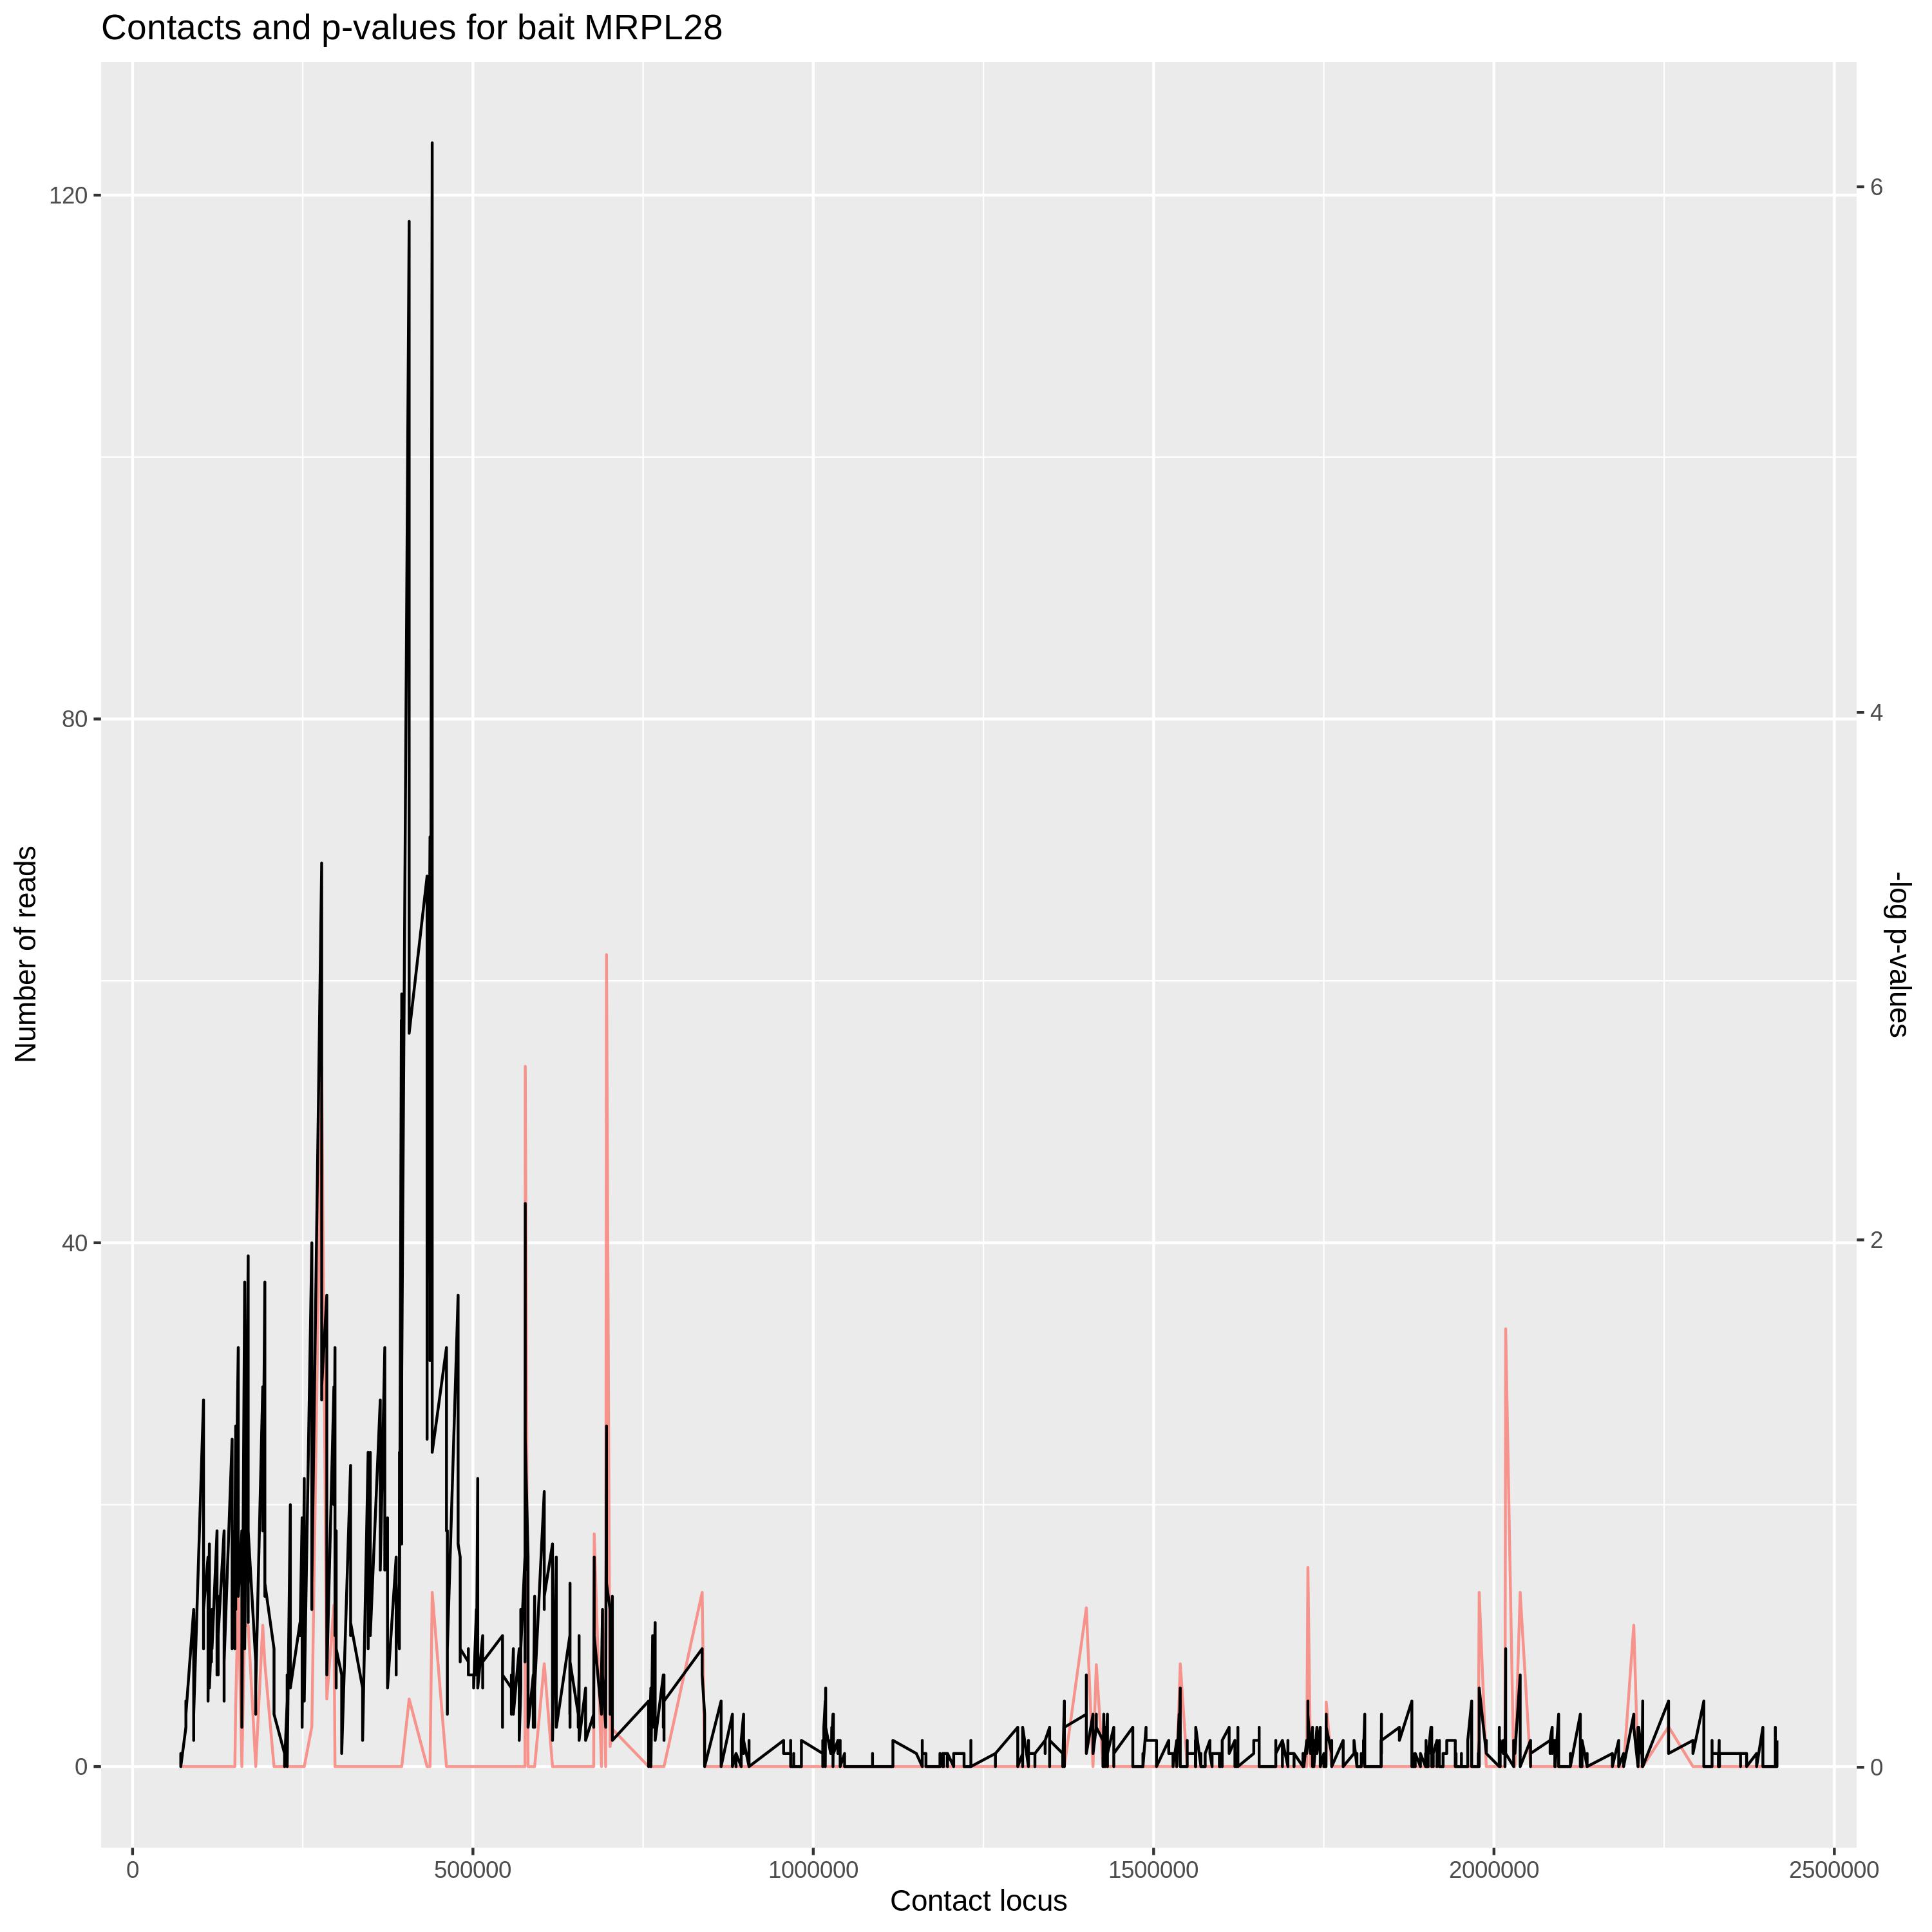 Contacts and p-values for bait MRPL28
Number of reads
120
80
40
0
6
4
2
0
-log p-values
0 500000 1000000 1500000 2000000 2500000
Contact locus